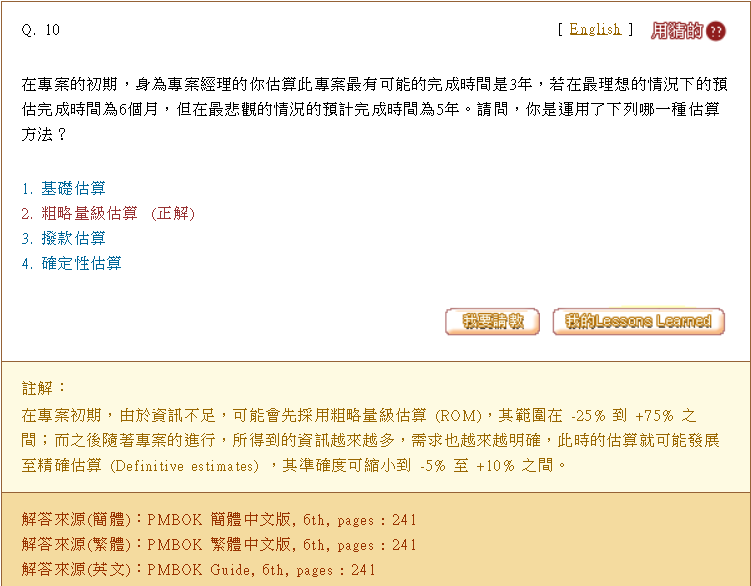 Q. 10
[ English ] 用猜的 ??
在專案的初期，身為專案經理的你估算此專案最有可能的完成時間是3年，若在最理想的情況下的預
估完成時間為6個月，但在最悲觀的情況的預計完成時間為5年。請問，你是運用了下列哪一種估算
方法？
1. 基礎估算
2. 粗略量級估算 (正解)
3. 撥款估算
4. 確定性估算
我要請教 我的Lessons Learned
註解：
在專案初期，由於資訊不足，可能會先採用粗略量級估算 (ROM)，其範圍在 -25% 到 +75% 之
間；而之後隨著專案的進行，所得到的資訊越來越多，需求也越來越明確，此時的估算就可能發展
至精確估算 (Definitive estimates) ，其準確度可縮小到 -5% 至 +10% 之間。
解答來源(簡體)：PMBOK 簡體中文版, 6th, pages : 241
解答來源(繁體)：PMBOK 繁體中文版, 6th, pages : 241
解答來源(英文)：PMBOK Guide, 6th, pages : 241